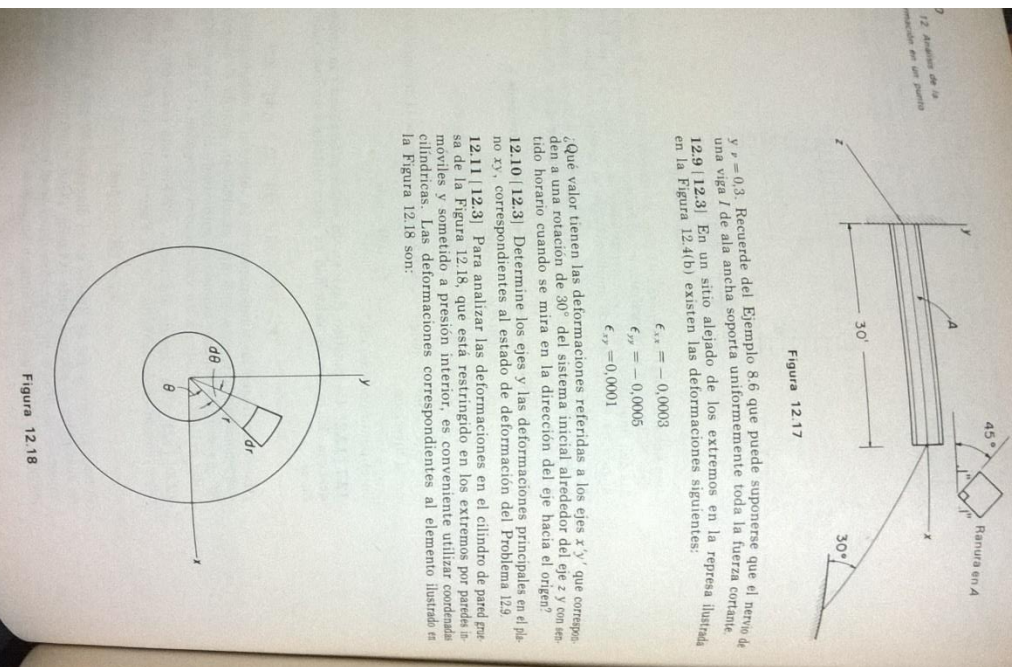 12. Análisis de la
mación en un punto
y
z
A
x
30'
45°
Ranura en A
1"
1"
30°
Figura 12.17
y ν = 0,3. Recuerde del Ejemplo 8.6 que puede suponerse que el nervio de
una viga I de ala ancha soporta uniformemente toda la fuerza cortante.
12.9 [12.3] En un sitio alejado de los extremos en la represa ilustrada
en la Figura 12.4(b) existen las deformaciones siguientes:
ϵxx = − 0,0003
ϵyy = − 0,0005
ϵxy = 0,0001
¿Qué valor tienen las deformaciones referidas a los ejes x'y' que correspon-
den a una rotación de 30° del sistema inicial alrededor del eje z y con sen-
tido horario cuando se mira en la dirección del eje hacia el origen?
12.10 [12.3] Determine los ejes y las deformaciones principales en el pla-
no xy, correspondientes al estado de deformación del Problema 12.9.
12.11 [12.3] Para analizar las deformaciones en el cilindro de pared grue-
sa de la Figura 12.18, que está restringido en los extremos por paredes in-
móviles y sometido a presión interior, es conveniente utilizar coordenadas
cilíndricas. Las deformaciones correspondientes al elemento ilustrado en
la Figura 12.18 son:
y
dθ
θ
r
dr
x
Figura 12.18